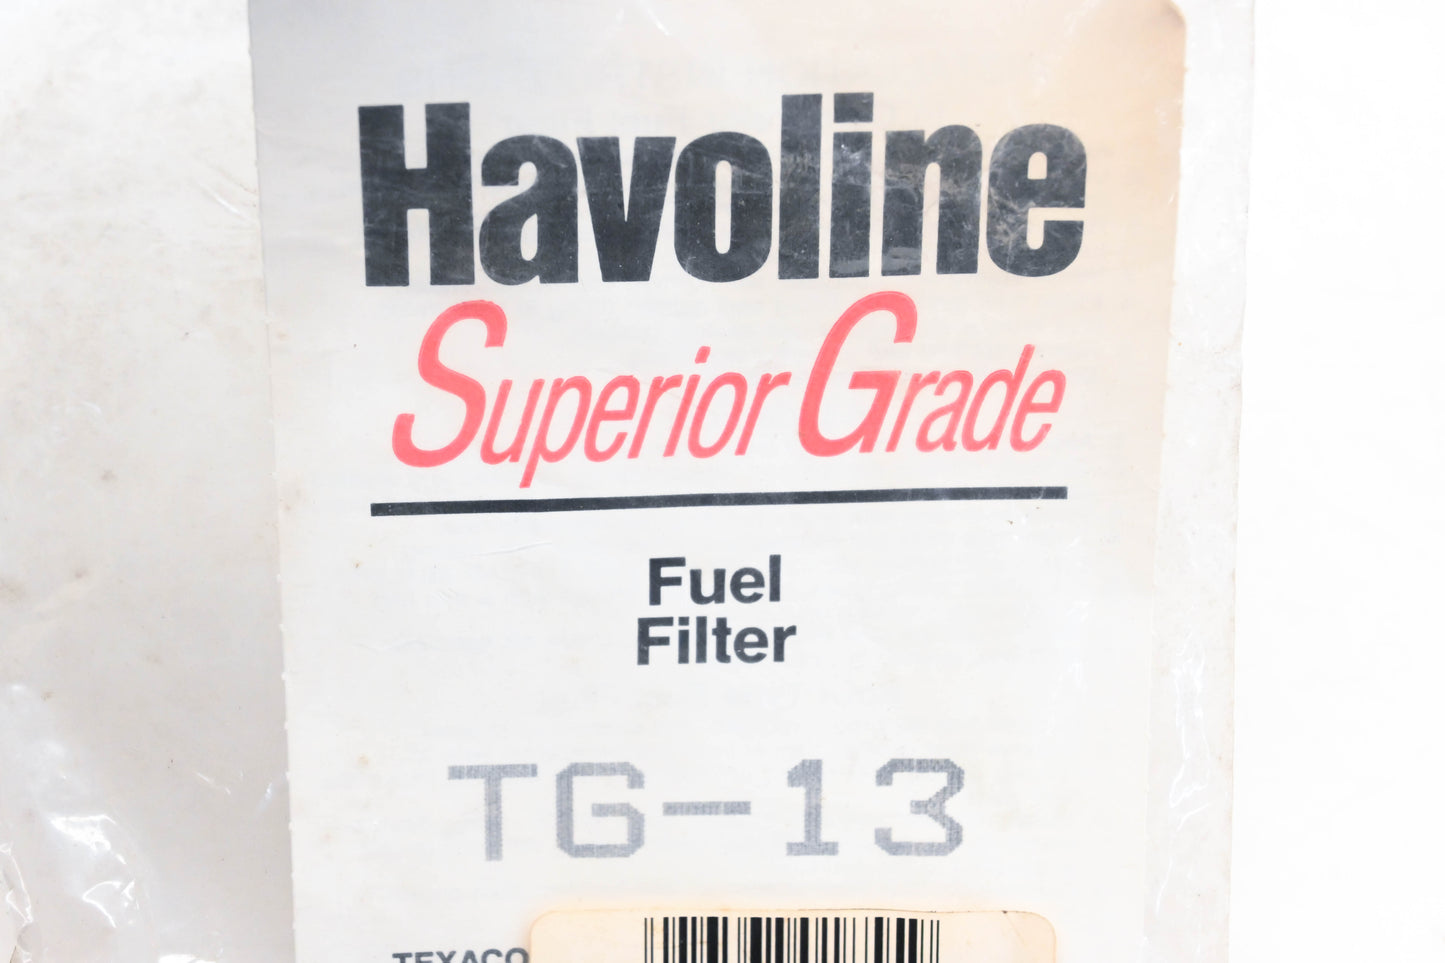 Havoline
Superior Grade
Fuel
Filter
TG-13
TEXACO